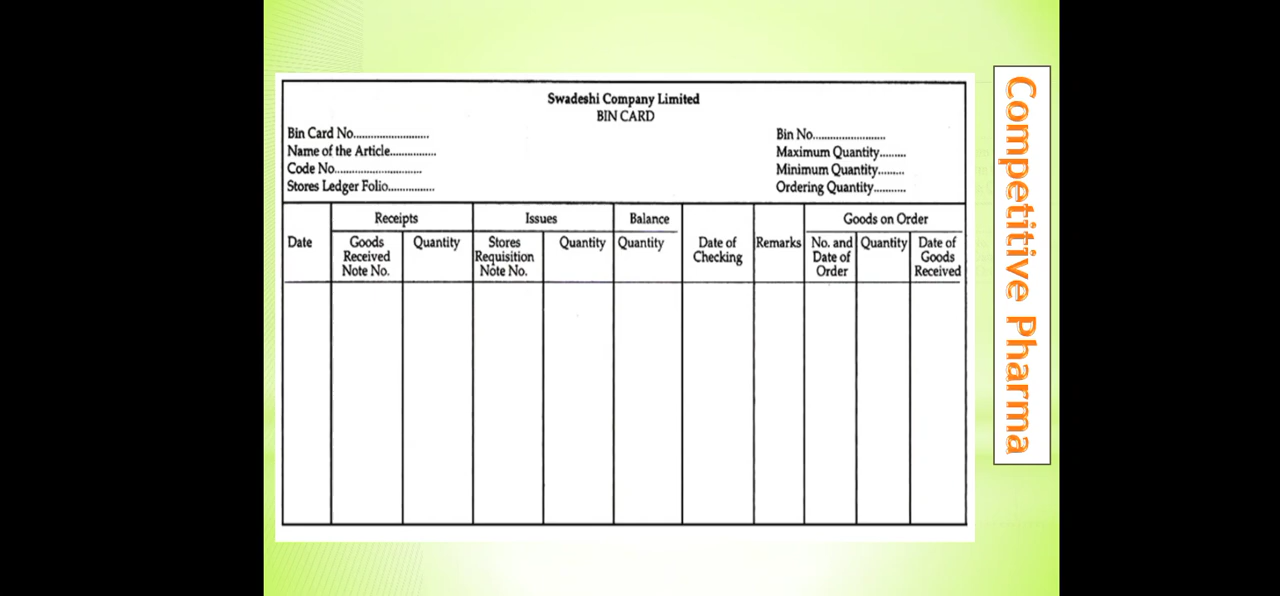 Swadeshi Company Limited
BIN CARD
Bin Card No..........................
Name of the Article................
Code No..............................
Stores Ledger Folio................
Bin No.........................
Maximum Quantity.........
Minimum Quantity.........
Ordering Quantity...........
Receipts Issues Balance Goods on Order
Date Goods Quantity Stores Quantity Quantity Date of Remarks No. and Quantity Date of
Received Requisition Checking Date of Goods
Note No. Note No. Order Received
Competitive Pharma